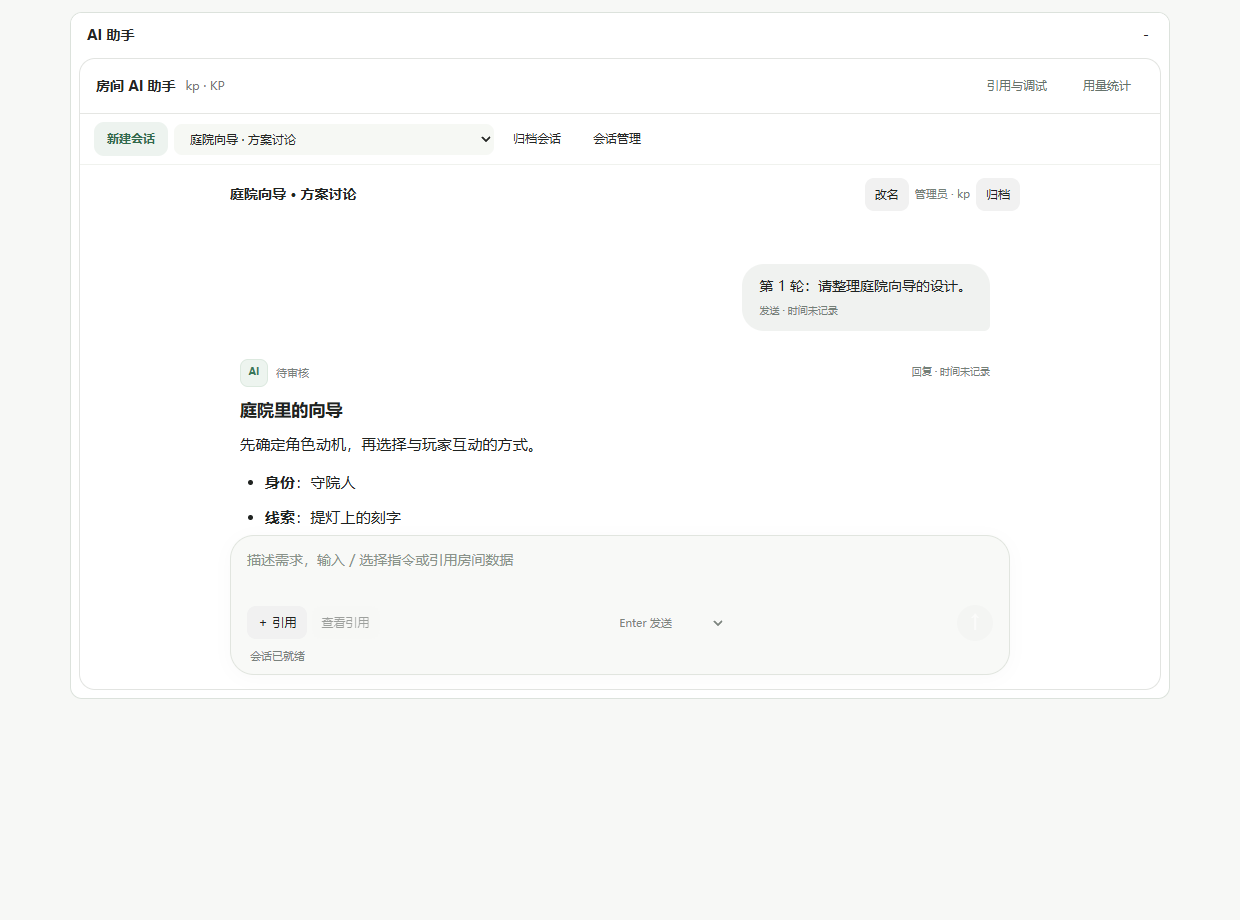 AI 助手 -
房间 AI 助手 kp · KP 引用与调试 用量统计
新建会话 庭院向导 · 方案讨论 归档会话 会话管理
庭院向导 • 方案讨论 改名 管理员 · kp 归档
第 1 轮：请整理庭院向导的设计。
发送 · 时间未记录
AI 待审核 回复 · 时间未记录
庭院里的向导
先确定角色动机，再选择与玩家互动的方式。
• 身份：守院人
• 线索：提灯上的刻字
描述需求，输入 / 选择指令或引用房间数据
+ 引用 查看引用 Enter 发送 ↑
会话已就绪